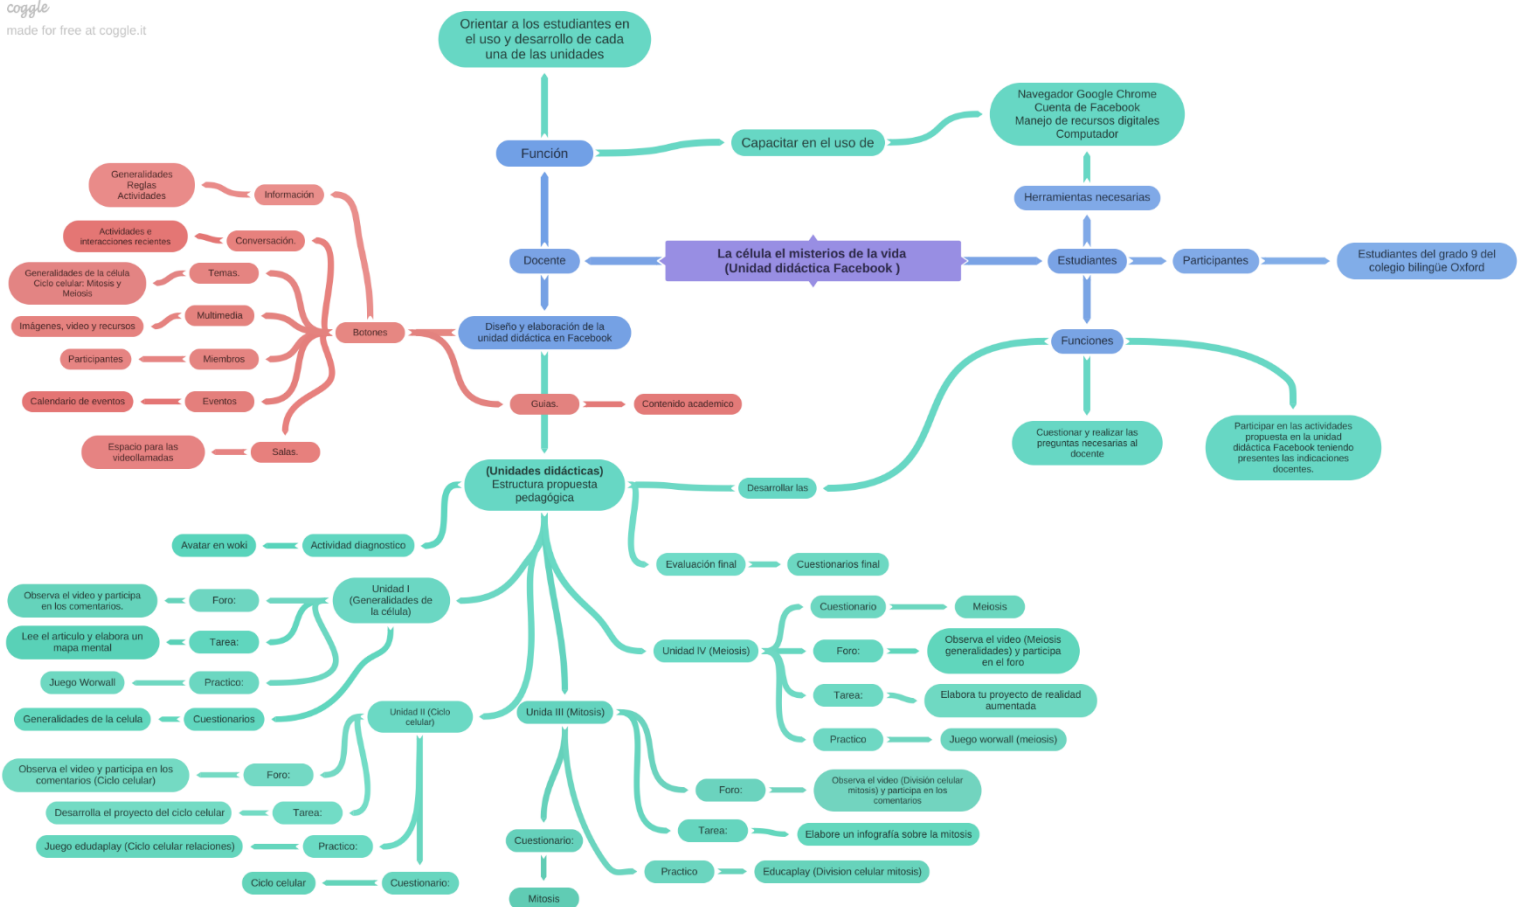 coggle
made for free at coggle.it
Orientar a los estudiantes en
el uso y desarrollo de cada
una de las unidades
Navegador Google Chrome
Cuenta de Facebook
Manejo de recursos digitales
Computador
Capacitar en el uso de
Función
Generalidades
Reglas
Actividades
Información
Herramientas necesarias
Actividades e
interacciones recientes
Conversación.
Docente
La célula el misterios de la vida
(Unidad didáctica Facebook )
Estudiantes
Participantes
Estudiantes del grado 9 del
colegio bilingüe Oxford
Generalidades de la célula
Ciclo celular: Mitosis y
Meiosis
Temas.
Imágenes, video y recursos
Multimedia
Botones
Diseño y elaboración de la
unidad didáctica en Facebook
Funciones
Participantes
Miembros
Calendario de eventos
Eventos
Guías.
Contenido academico
Espacio para las
videollamadas
Salas.
Cuestionar y realizar las
preguntas necesarias al
docente
Participar en las actividades
propuesta en la unidad
didáctica Facebook teniendo
presentes las indicaciones
docentes.
(Unidades didácticas)
Estructura propuesta
pedagógica
Desarrollar las
Avatar en woki
Actividad diagnostico
Evaluación final
Cuestionarios final
Unidad I
(Generalidades de
la célula)
Observa el video y participa
en los comentarios.
Foro:
Lee el articulo y elabora un
mapa mental
Tarea:
Juego Worwall
Practico:
Generalidades de la celula
Cuestionarios
Unidad IV (Meiosis)
Cuestionario
Meiosis
Foro:
Observa el video (Meiosis
generalidades) y participa
en el foro
Tarea:
Elabora tu proyecto de realidad
aumentada
Practico
Juego worwall (meiosis)
Unidad II (Ciclo
celular)
Unida III (Mitosis)
Observa el video y participa en los
comentarios (Ciclo celular)
Foro:
Desarrolla el proyecto del ciclo celular
Tarea:
Juego edudaplay (Ciclo celular relaciones)
Practico:
Ciclo celular
Cuestionario:
Foro:
Observa el video (División celular
mitosis) y participa en los
comentarios
Tarea:
Elabore un infografía sobre la mitosis
Cuestionario:
Practico
Educaplay (Division celular mitosis)
Mitosis